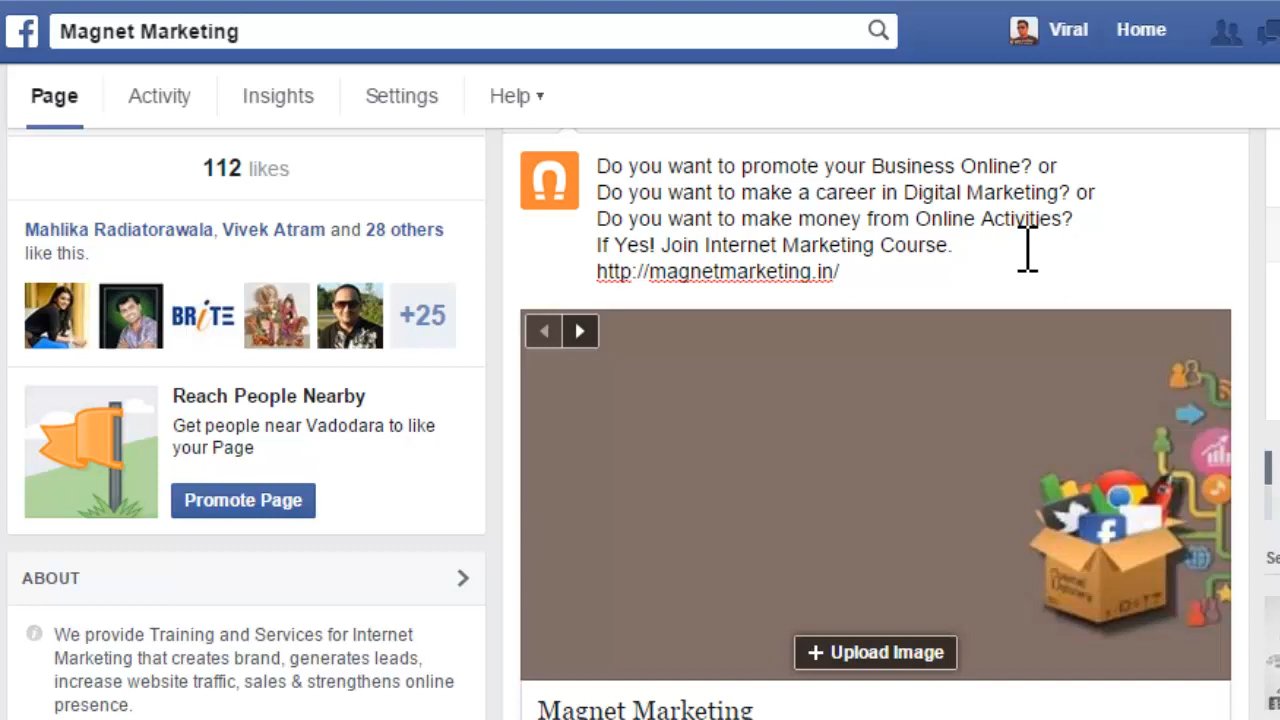 Magnet Marketing
Viral
Home
Page
Activity
Insights
Settings
Help
112 likes
Mahlika Radiatorawala, Vivek Atram and 28 others
like this.
BRiTE
+25
Reach People Nearby
Get people near Vadodara to like
your Page
Promote Page
ABOUT
We provide Training and Services for Internet
Marketing that creates brand, generates leads,
increase website traffic, sales & strengthens online
presence.
Do you want to promote your Business Online? or
Do you want to make a career in Digital Marketing? or
Do you want to make money from Online Activities?
If Yes! Join Internet Marketing Course.
http://magnetmarketing.in/
+ Upload Image
Magnet Marketing
Se